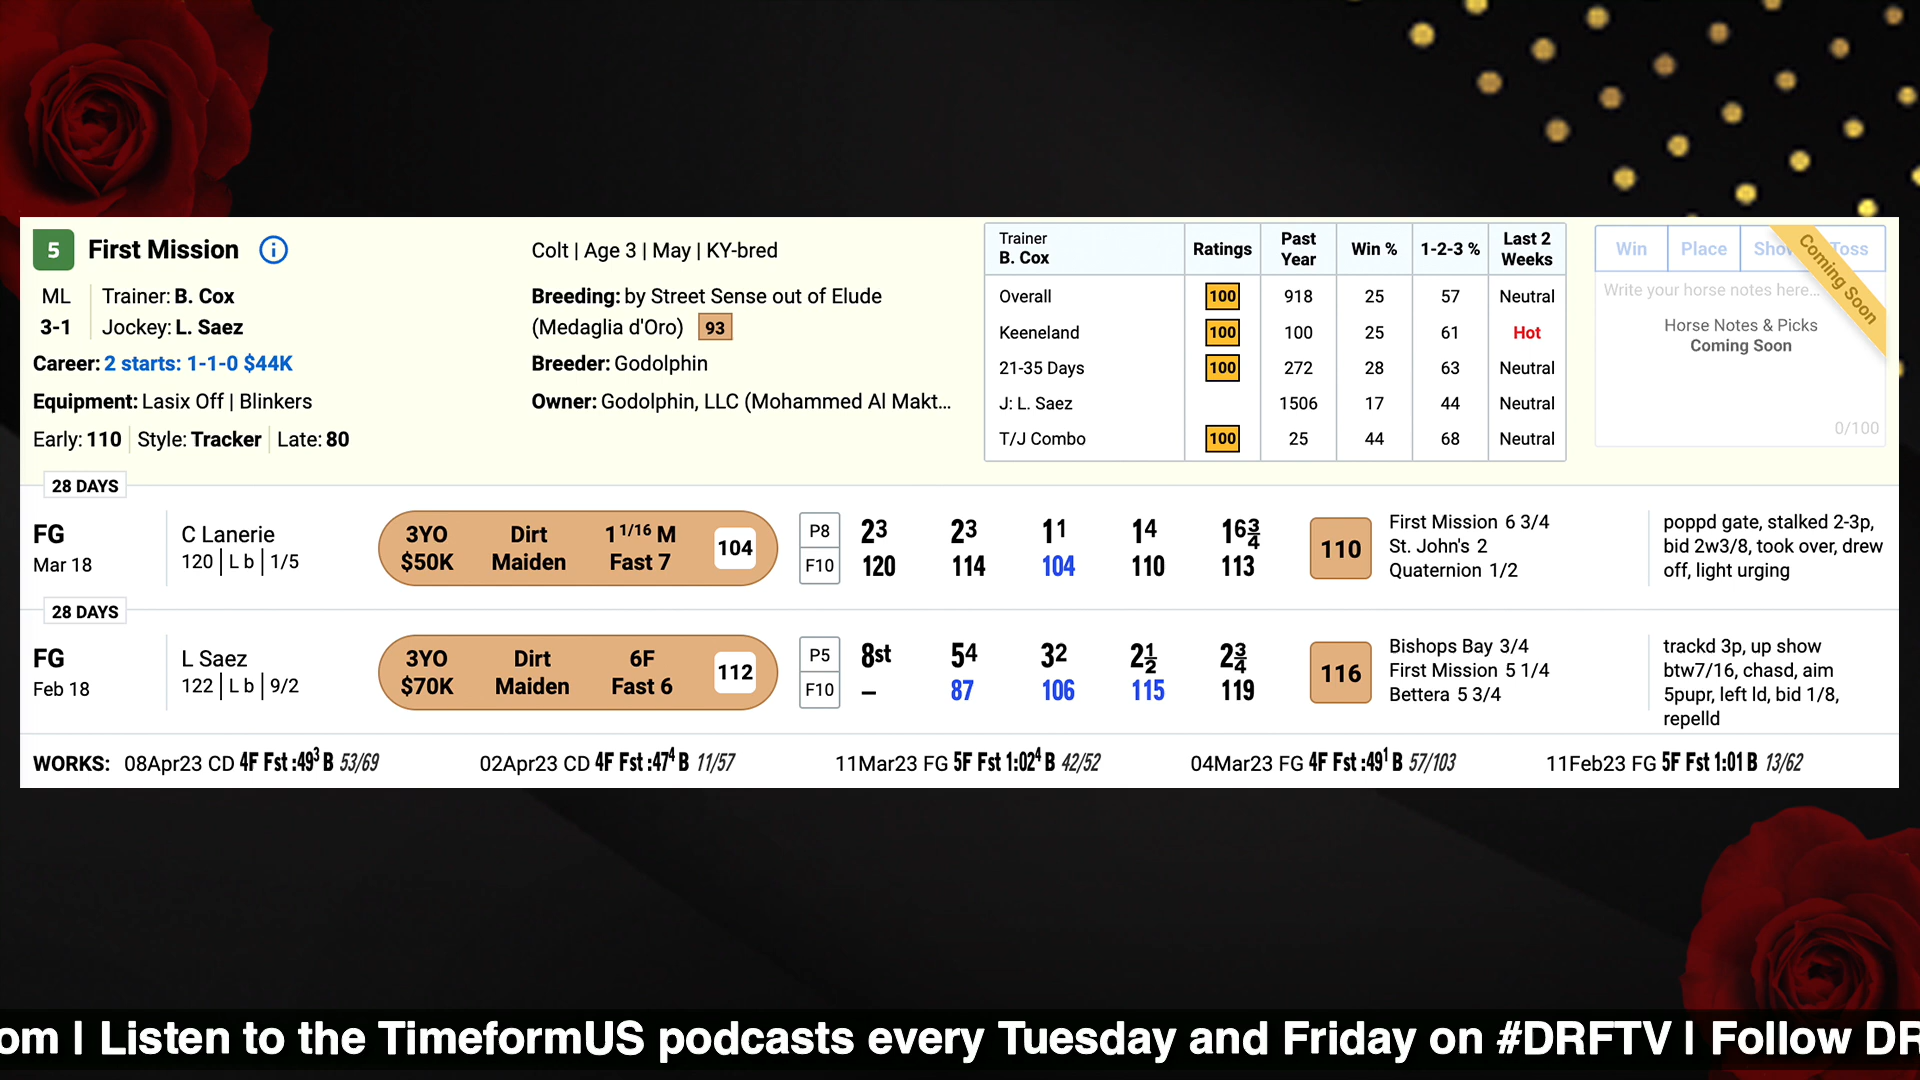 5 First Mission i
ML 3-1
Trainer: B. Cox
Jockey: L. Saez
Career: 2 starts: 1-1-0 $44K
Equipment: Lasix Off | Blinkers
Early: 110 | Style: Tracker | Late: 80
Colt | Age 3 | May | KY-bred
Breeding: by Street Sense out of Elude
(Medaglia d'Oro) 93
Breeder: Godolphin
Owner: Godolphin, LLC (Mohammed Al Makt...
Trainer B. Cox Ratings Past Year Win % 1-2-3 % Last 2 Weeks
Overall 100 918 25 57 Neutral
Keeneland 100 100 25 61 Hot
21-35 Days 100 272 28 63 Neutral
J: L. Saez 1506 17 44 Neutral
T/J Combo 100 25 44 68 Neutral
Win Place Show Toss
Coming Soon
Write your horse notes here...
Horse Notes & Picks
Coming Soon
0/100
28 DAYS
FG
Mar 18
C Lanerie
120 | L b | 1/5
3YO Dirt 1 1/16 M
$50K Maiden Fast 7
104
P8
F10
2³ 2³ 1¹ 1⁴ 1⁶¾
120 114 104 110 113
110
First Mission 6 3/4
St. John's 2
Quaternion 1/2
poppd gate, stalked 2-3p,
bid 2w3/8, took over, drew
off, light urging
28 DAYS
FG
Feb 18
L Saez
122 | L b | 9/2
3YO Dirt 6F
$70K Maiden Fast 6
112
P5
F10
8st 5⁴ 3² 2½ 2¾
– 87 106 115 119
116
Bishops Bay 3/4
First Mission 5 1/4
Bettera 5 3/4
trackd 3p, up show
btw7/16, chasd, aim
5pupr, left ld, bid 1/8,
repelld
WORKS: 08Apr23 CD 4F Fst :49³ B 53/69 02Apr23 CD 4F Fst :47⁴ B 11/57 11Mar23 FG 5F Fst 1:02⁴ B 42/52 04Mar23 FG 4F Fst :49¹ B 57/103 11Feb23 FG 5F Fst 1:01 B 13/62
om | Listen to the TimeformUS podcasts every Tuesday and Friday on #DRFTV | Follow DR